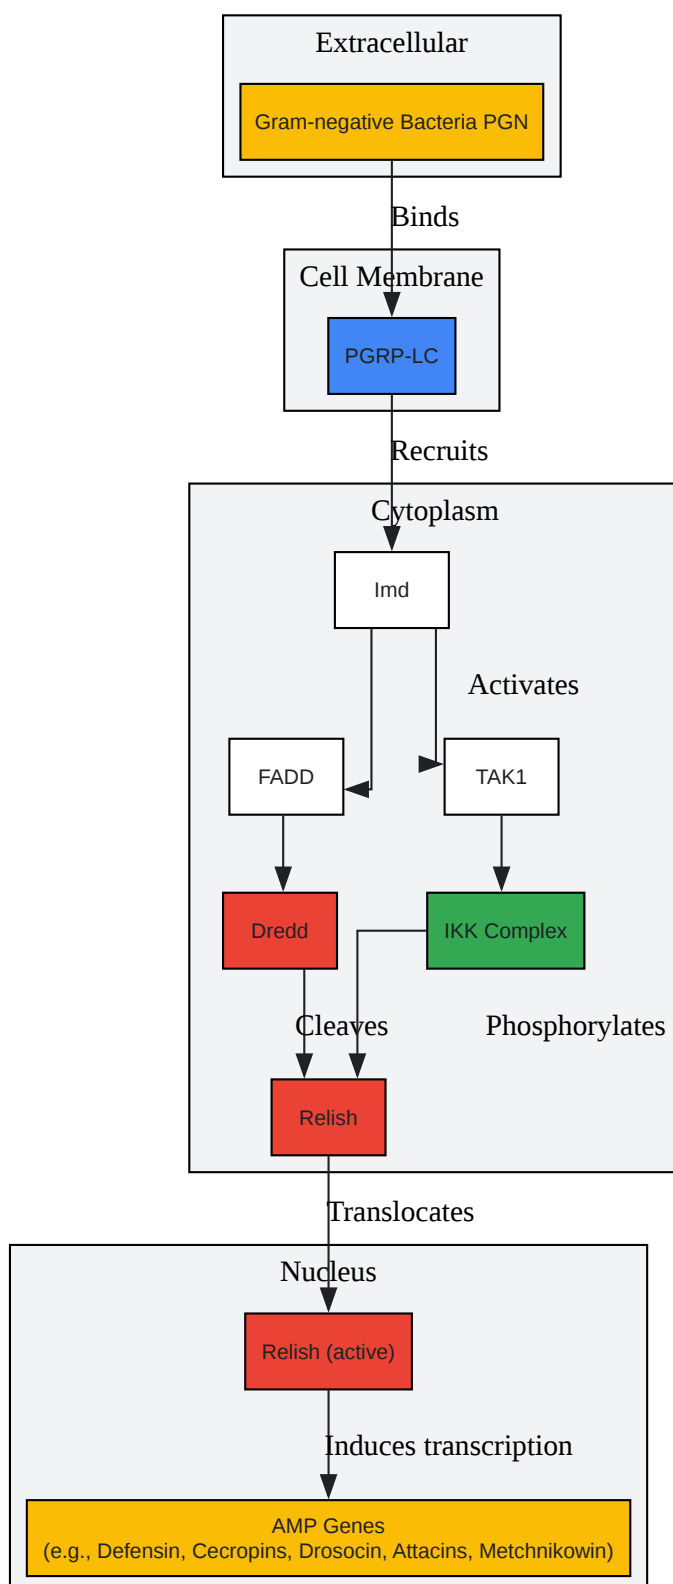 Extracellular
Gram-negative Bacteria PGN
Binds
Cell Membrane
PGRP-LC
Recruits
Cytoplasm
Imd
Activates
FADD
TAK1
Dredd
IKK Complex
Cleaves
Phosphorylates
Relish
Translocates
Nucleus
Relish (active)
Induces transcription
AMP Genes
(e.g., Defensin, Cecropins, Drosocin, Attacins, Metchnikowin)